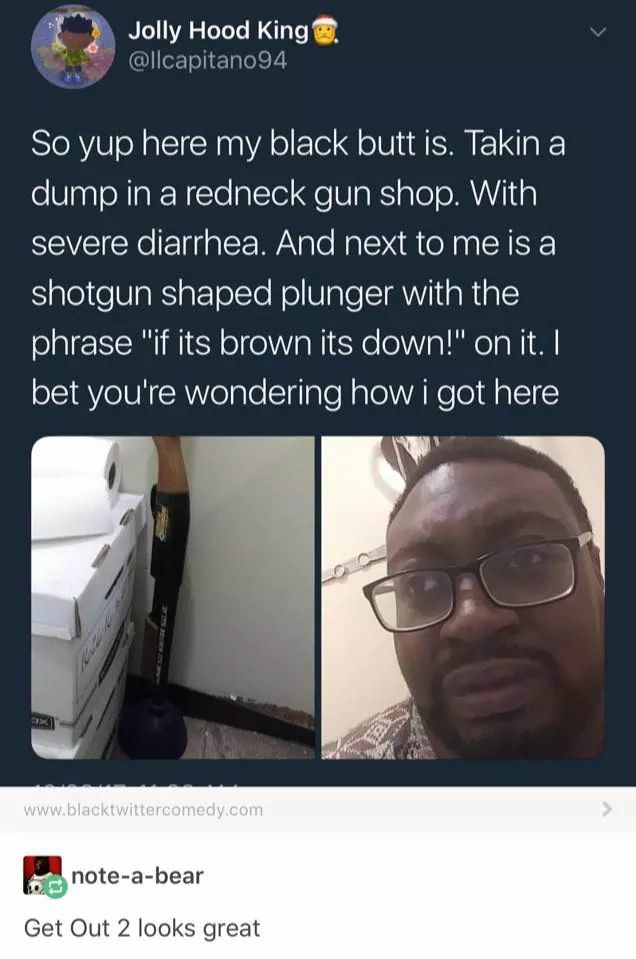 Jolly Hood King🎅
@Ilcapitano94
So yup here my black butt is. Takin a
dump in a redneck gun shop. With
severe diarrhea. And next to me is a
shotgun shaped plunger with the
phrase "if its brown its down!" on it. I
bet you're wondering how i got here
www.blacktwittercomedy.com
note-a-bear
Get Out 2 looks great